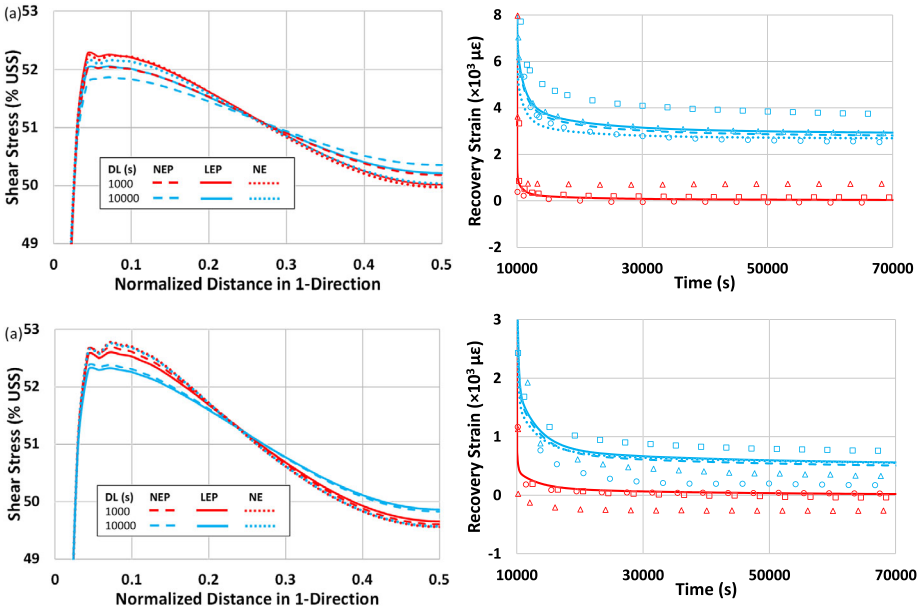 (a)
53
52
51
50
49
Shear Stress (% USS)
DL (s) NEP LEP NE
1000
10000
0 0.1 0.2 0.3 0.4 0.5
Normalized Distance in 1-Direction
8
6
4
2
0
-2
Recovery Strain (×10³ με)
10000 30000 50000 70000
Time (s)
(a)
53
52
51
50
49
Shear Stress (% USS)
DL (s) NEP LEP NE
1000
10000
0 0.1 0.2 0.3 0.4 0.5
Normalized Distance in 1-Direction
3
2
1
0
-1
Recovery Strain (×10³ με)
10000 30000 50000 70000
Time (s)